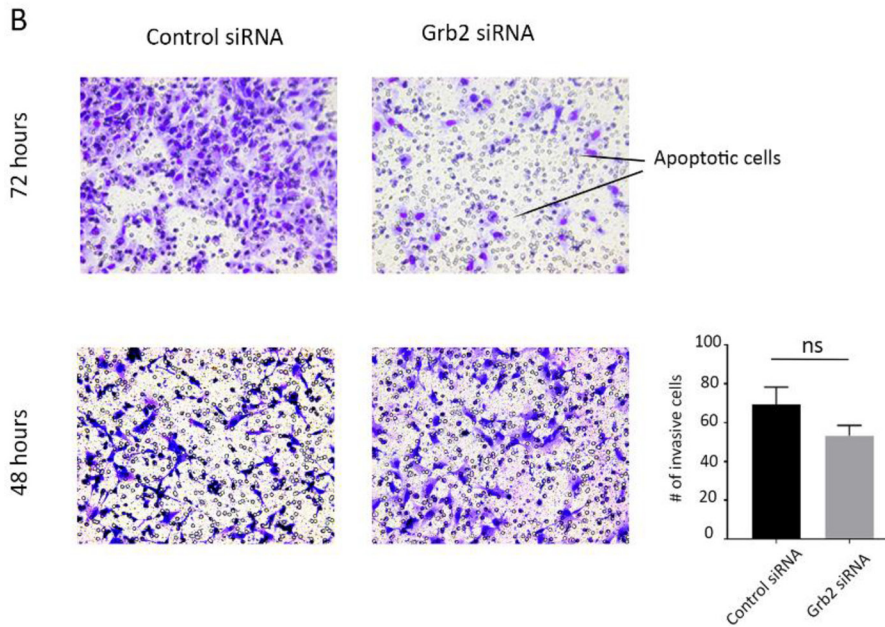 B
Control siRNA
Grb2 siRNA
72 hours
Apoptotic cells
48 hours
ns
# of invasive cells
100
80
60
40
20
0
Control siRNA
Grb2 siRNA